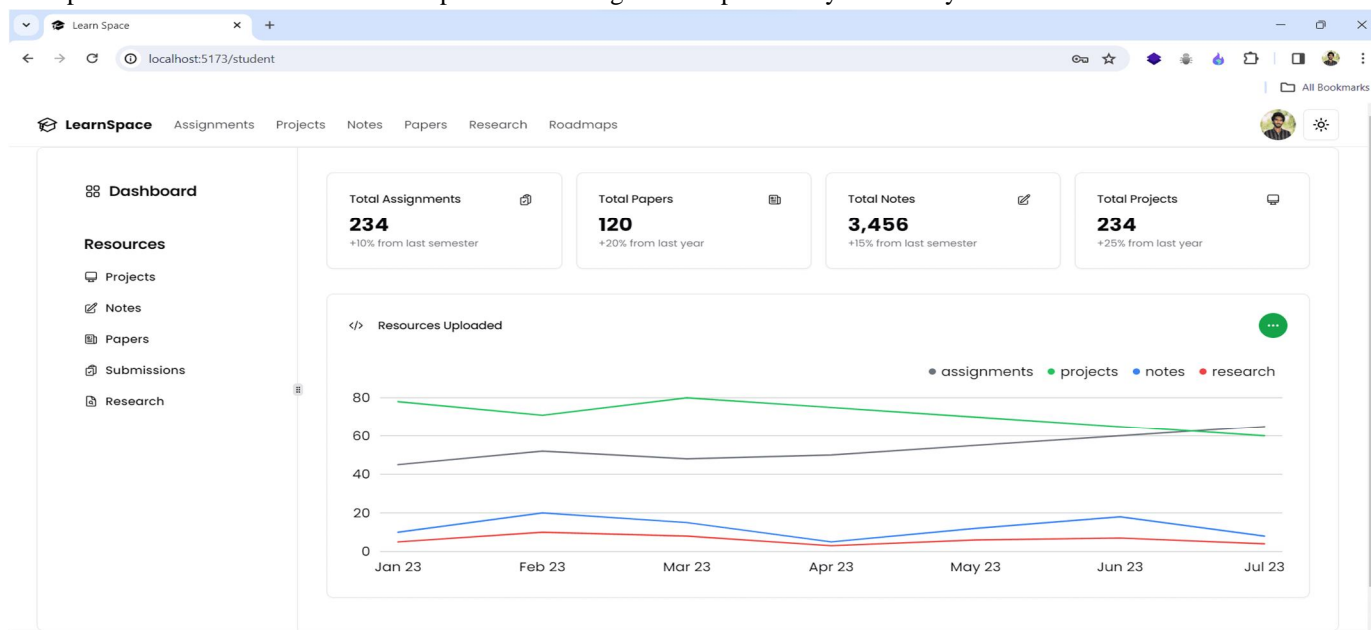 Learn Space
localhost:5173/student
All Bookmarks
LearnSpace Assignments Projects Notes Papers Research Roadmaps
Dashboard
Resources
Projects
Notes
Papers
Submissions
Research
Total Assignments
234
+10% from last semester
Total Papers
120
+20% from last year
Total Notes
3,456
+15% from last semester
Total Projects
234
+25% from last year
</> Resources Uploaded
assignments projects notes research
80
60
40
20
0
Jan 23 Feb 23 Mar 23 Apr 23 May 23 Jun 23 Jul 23